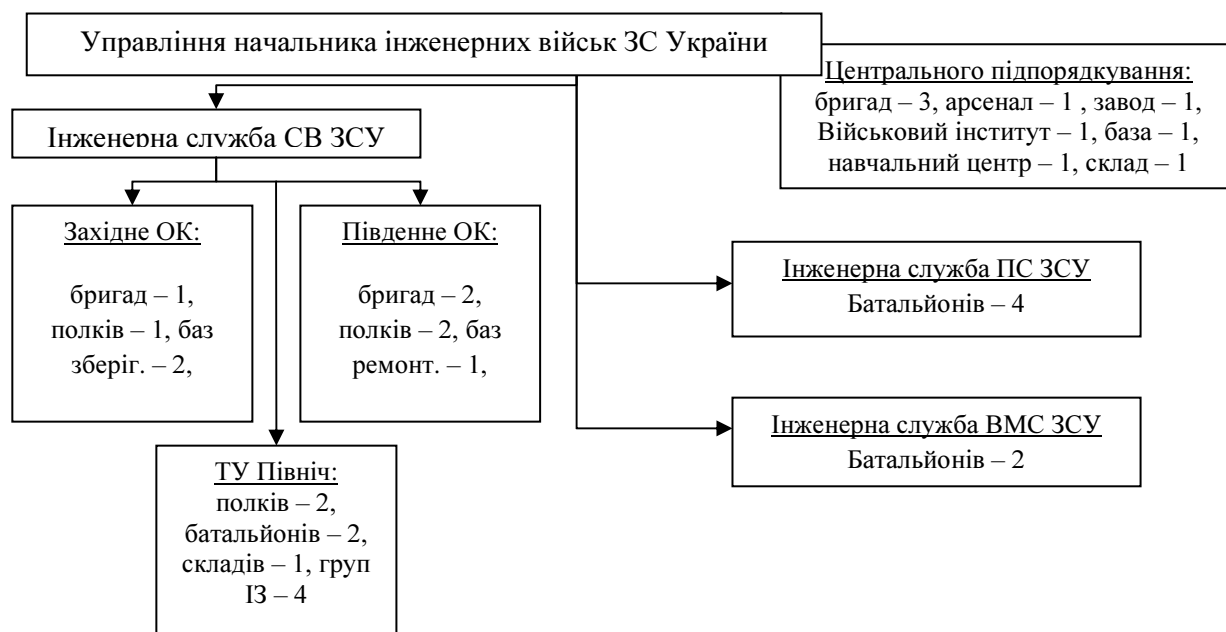 Управління начальника інженерних військ ЗС України
Центрального підпорядкування:
бригад – 3, арсенал – 1 , завод – 1,
Військовий інститут – 1, база – 1,
навчальний центр – 1, склад – 1
Інженерна служба СВ ЗСУ
Західне ОК:
бригад – 1,
полків – 1, баз
зберіг. – 2,
Південне ОК:
бригад – 2,
полків – 2, баз
ремонт. – 1,
Інженерна служба ПС ЗСУ
Батальйонів – 4
Інженерна служба ВМС ЗСУ
Батальйонів – 2
ТУ Північ:
полків – 2,
батальйонів – 2,
складів – 1, груп
ІЗ – 4